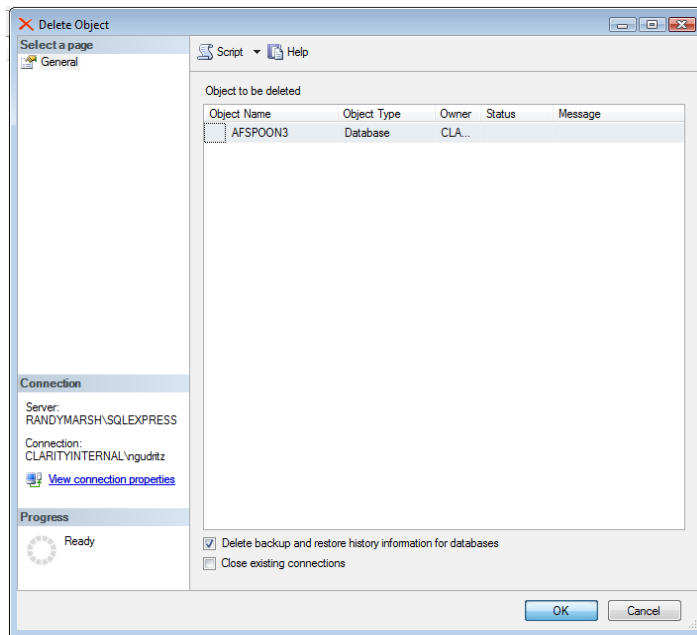 Delete Object
Select a page
General
Script Help
Object to be deleted
Object Name Object Type Owner Status Message
AFSPOON3 Database CLA...
Connection
Server:
RANDYMARSH\SQLEXPRESS
Connection:
CLARITYINTERNAL\ngudritz
View connection properties
Progress
Ready
Delete backup and restore history information for databases
Close existing connections
OK Cancel